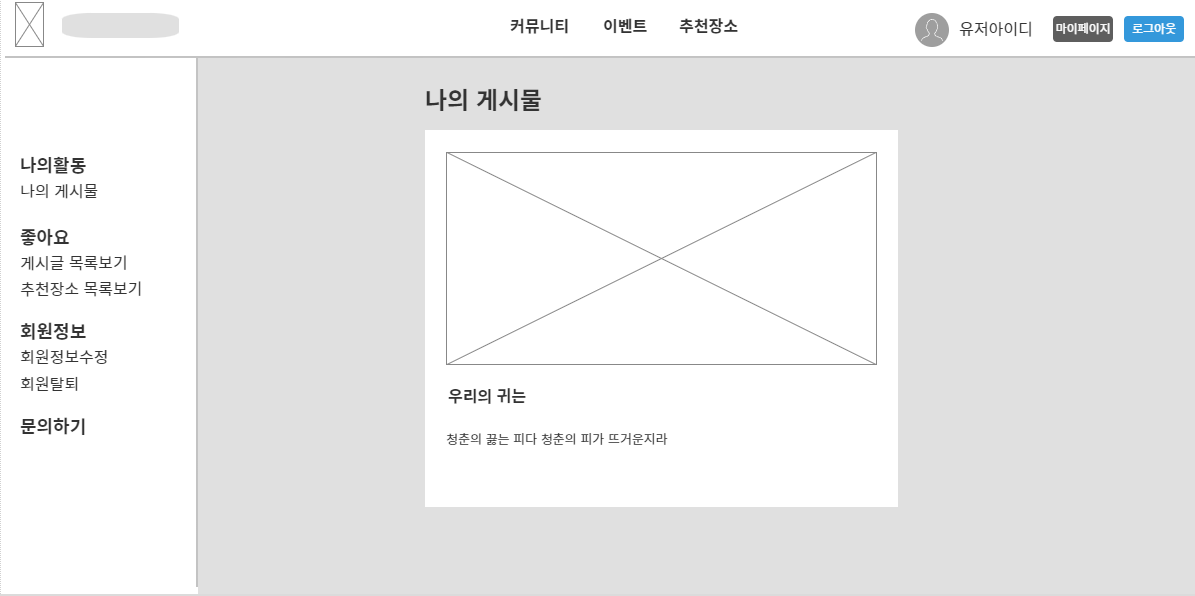 커뮤니티 이벤트 추천장소 유저아이디 마이페이지 로그아웃
나의활동
나의 게시물
좋아요
게시글 목록보기
추천장소 목록보기
회원정보
회원정보수정
회원탈퇴
문의하기
나의 게시물
우리의 귀는
청춘의 끓는 피다 청춘의 피가 뜨거운지라